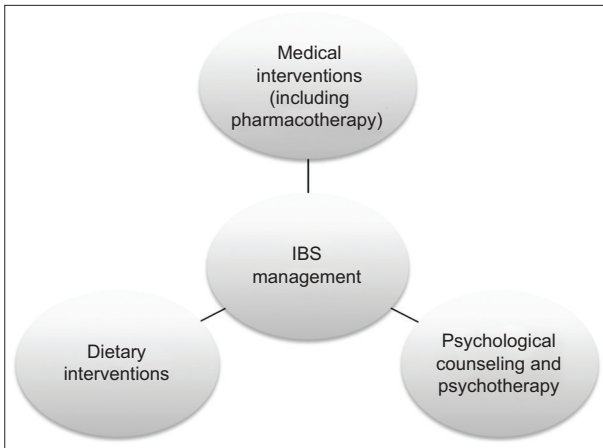 Medical
interventions
(including
pharmacotherapy)
IBS
management
Dietary
interventions
Psychological
counseling and
psychotherapy